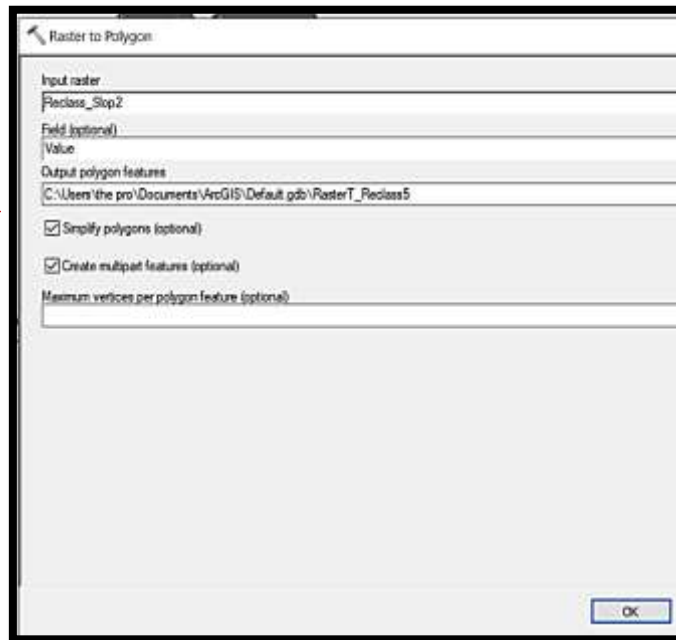 Raster to Polygon
Input raster
Reclass_Slop2
Field (optional)
Value
Output polygon features
C:\Users\the pro\Documents\ArcGIS\Default.gdb\RasterT_Reclass5
Simplify polygons (optional)
Create multipart features (optional)
Maximum vertices per polygon feature (optional)
OK